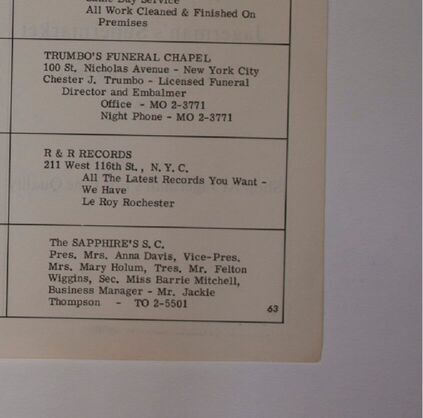 Same Day Service
All Work Cleaned & Finished On
Premises
TRUMBO'S FUNERAL CHAPEL
100 St. Nicholas Avenue - New York City
Chester J. Trumbo - Licensed Funeral
Director and Embalmer
Office - MO 2-3771
Night Phone - MO 2-3771
R & R RECORDS
211 West 116th St., N.Y.C.
All The Latest Records You Want -
We Have
Le Roy Rochester
The SAPPHIRE'S S.C.
Pres. Mrs. Anna Davis, Vice-Pres.
Mrs. Mary Holum, Tres. Mr. Felton
Wiggins, Sec. Miss Barrie Mitchell,
Business Manager - Mr. Jackie
Thompson - TO 2-5501
63